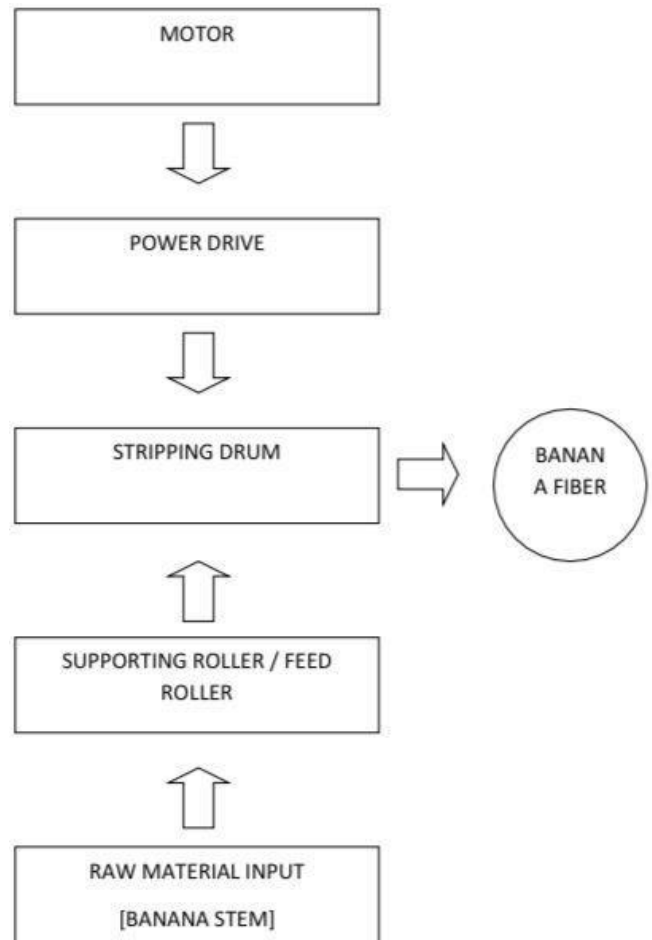 MOTOR
POWER DRIVE
STRIPPING DRUM
BANAN
A FIBER
SUPPORTING ROLLER / FEED
ROLLER
RAW MATERIAL INPUT
[BANANA STEM]